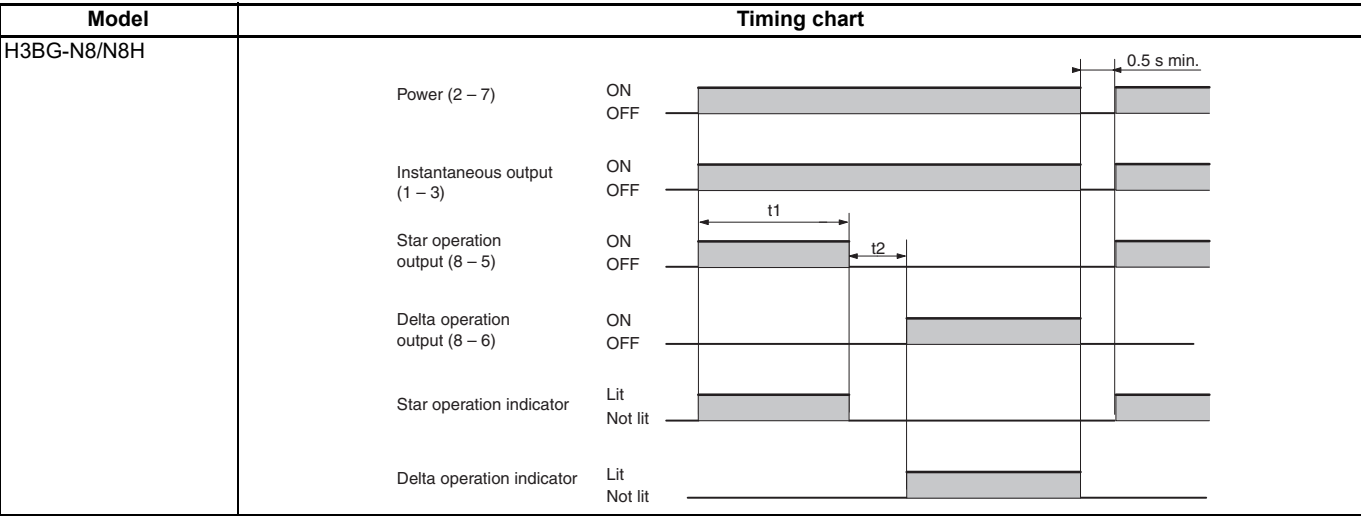 Model Timing chart
H3BG-N8/N8H
0.5 s min.
Power (2 – 7) ON
OFF
Instantaneous output ON
(1 – 3) OFF
t1
Star operation ON
output (8 – 5) OFF
t2
Delta operation ON
output (8 – 6) OFF
Star operation indicator Lit
Not lit
Delta operation indicator Lit
Not lit